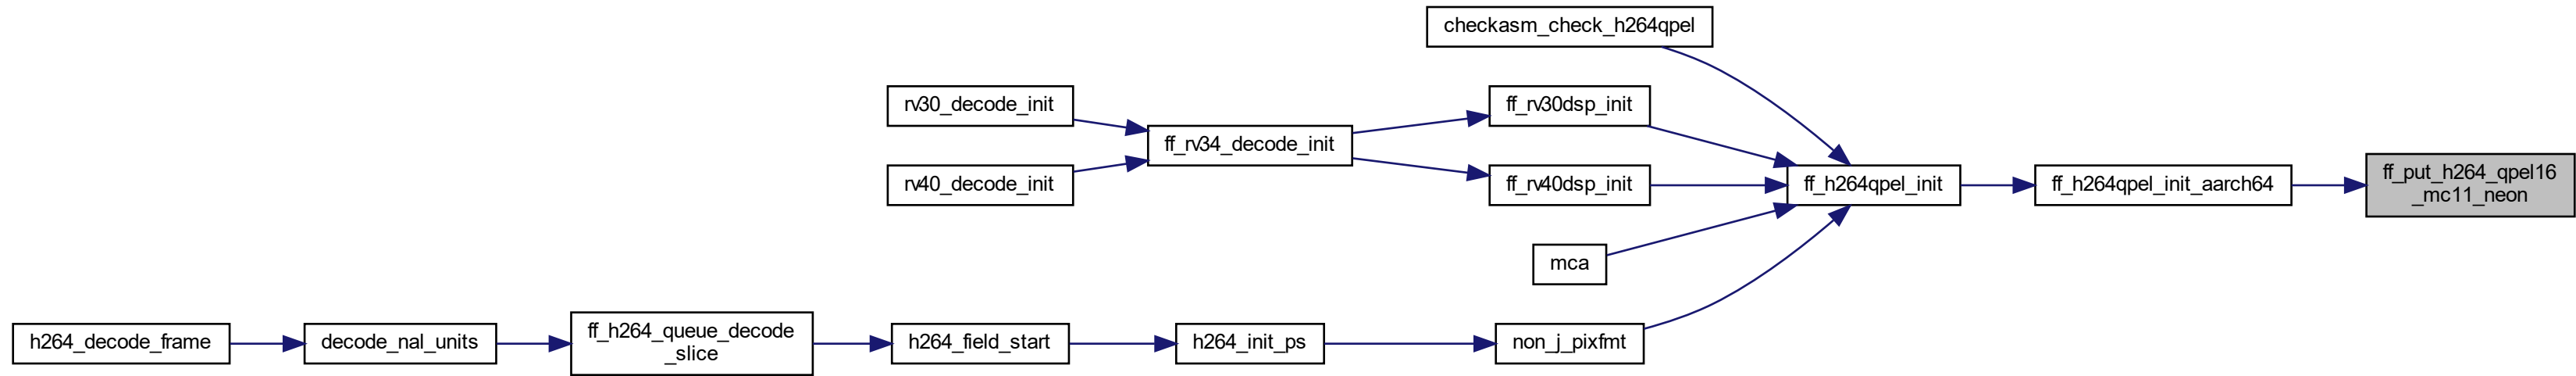 checkasm_check_h264qpel
rv30_decode_init
ff_rv30dsp_init
ff_rv34_decode_init
rv40_decode_init
ff_rv40dsp_init
ff_h264qpel_init
ff_h264qpel_init_aarch64
ff_put_h264_qpel16
_mc11_neon
mca
h264_decode_frame
decode_nal_units
ff_h264_queue_decode
_slice
h264_field_start
h264_init_ps
non_j_pixfmt